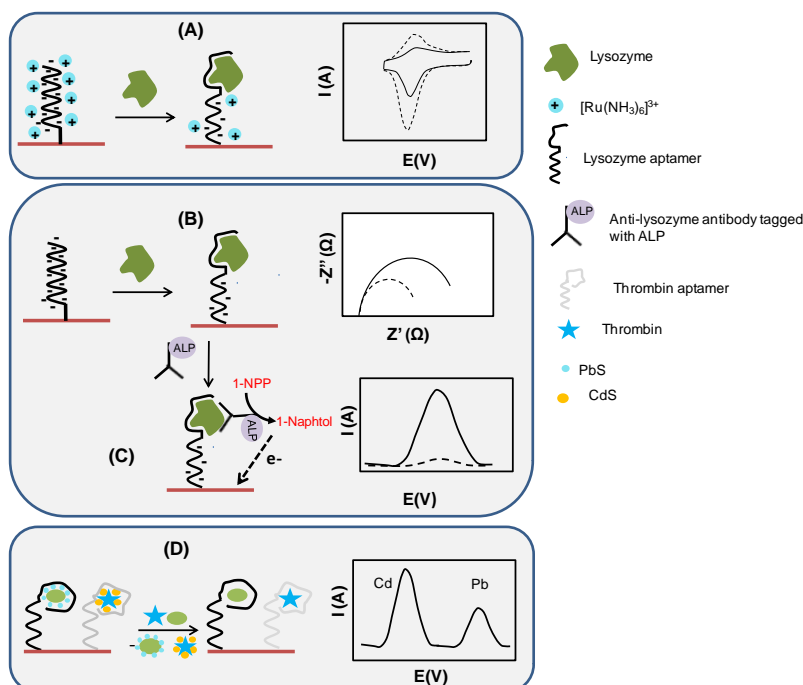 (A)
I (A)
E(V)
Lysozyme
[Ru(NH3)6]3+
Lysozyme aptamer
ALP
Anti-lysozyme antibody tagged
with ALP
Thrombin aptamer
Thrombin
PbS
CdS
(B)
-Z'' (Ω)
Z' (Ω)
ALP
1-NPP
1-Naphtol
ALP
e-
(C)
I (A)
E(V)
(D)
Cd
Pb
I (A)
E(V)